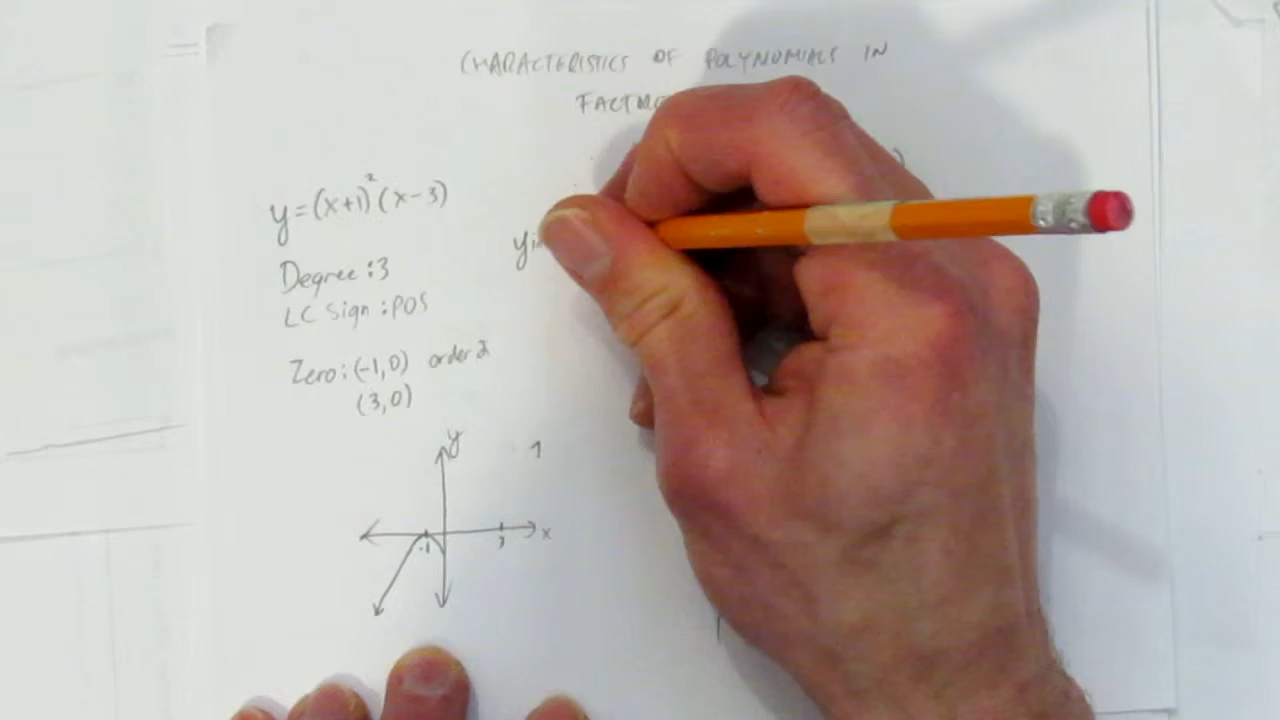 CHARACTERISTICS OF POLYNOMIALS IN
y=(x+1)²(x-3)
Degree:3
LC Sign:POS
Zero:(-1,0) order 2
(3,0)
y
-1
3
x